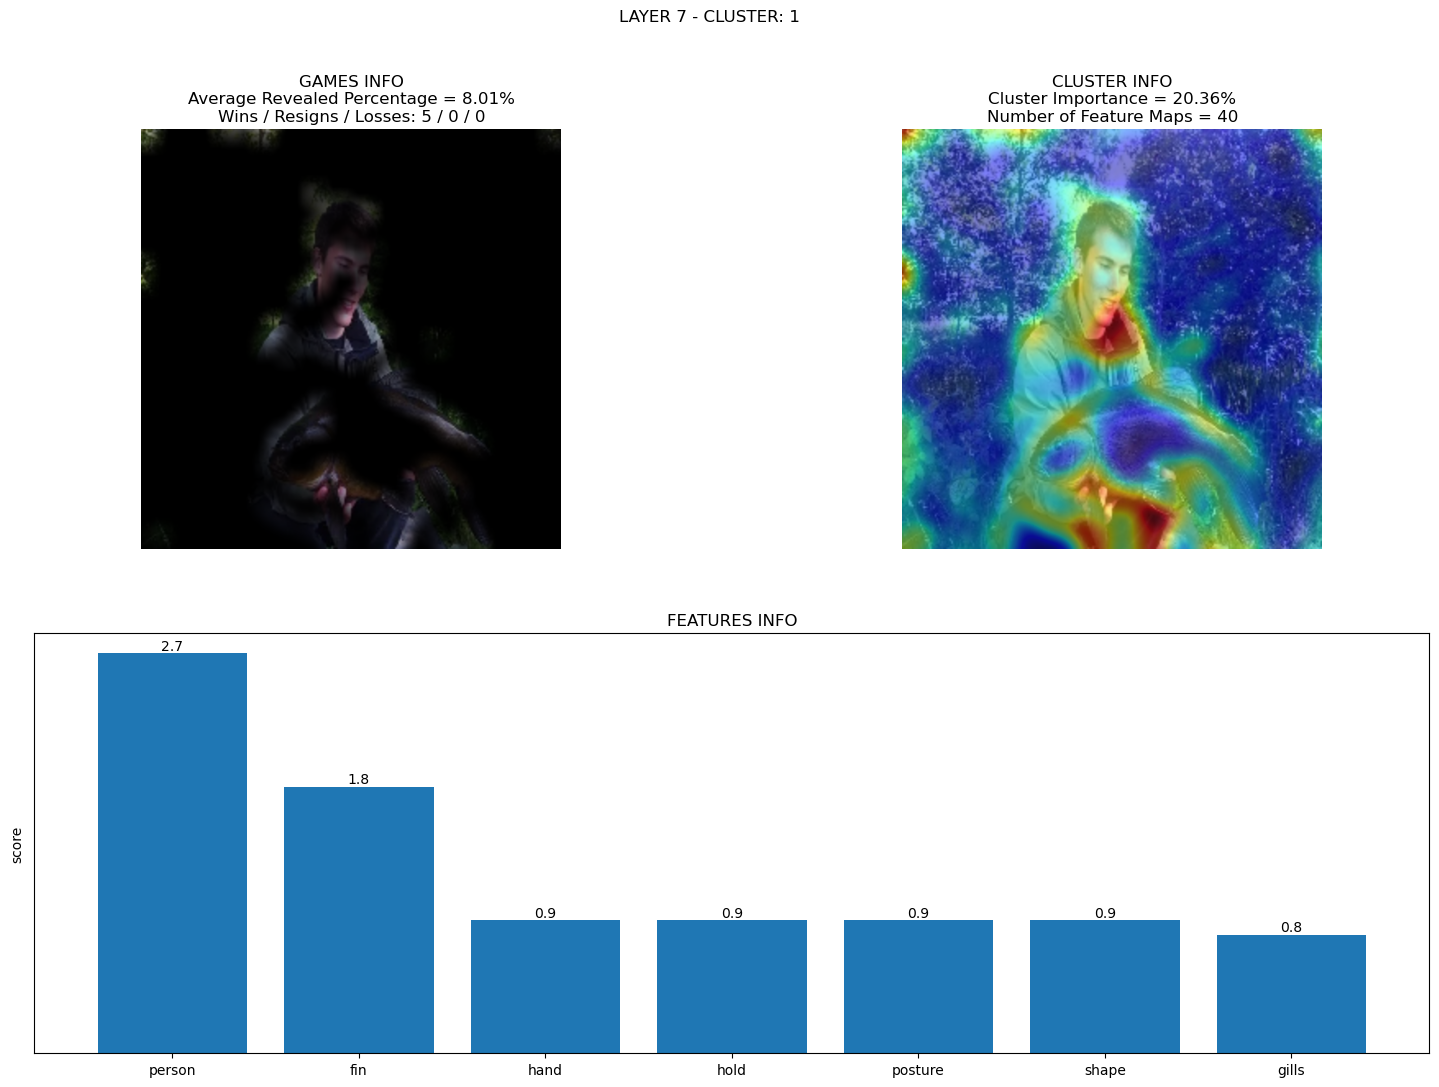 LAYER 7 - CLUSTER: 1
GAMES INFO
Average Revealed Percentage = 8.01%
Wins / Resigns / Losses: 5 / 0 / 0
CLUSTER INFO
Cluster Importance = 20.36%
Number of Feature Maps = 40
FEATURES INFO
score
2.7
1.8
0.9
0.9
0.9
0.9
0.8
person
fin
hand
hold
posture
shape
gills